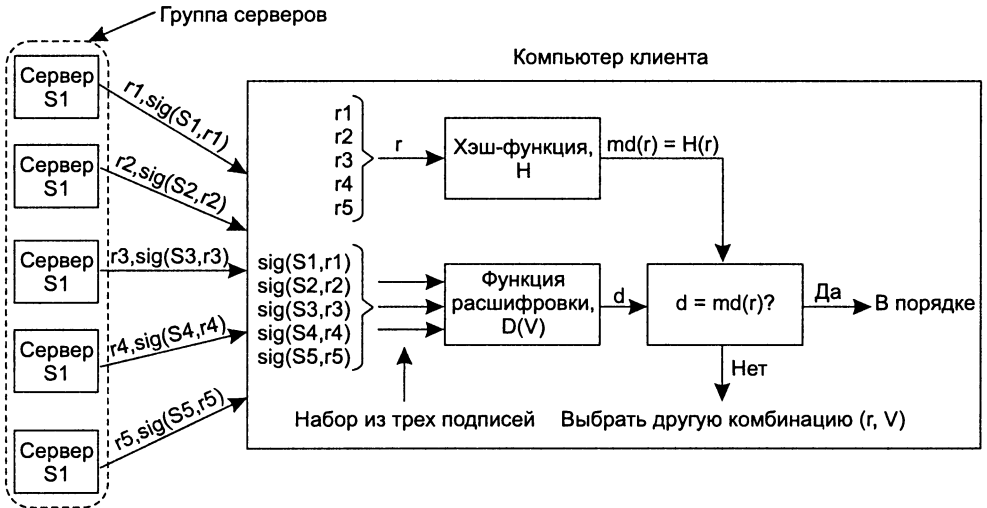 Группа серверов
Компьютер клиента
Сервер
S1
Сервер
S1
Сервер
S1
Сервер
S1
Сервер
S1
r1,sig(S1,r1)
r2,sig(S2,r2)
r3,sig(S3,r3)
r4,sig(S4,r4)
r5,sig(S5,r5)
r1
r2
r3
r4
r5
r
Хэш-функция,
H
md(r) = H(r)
sig(S1,r1)
sig(S2,r2)
sig(S3,r3)
sig(S4,r4)
sig(S5,r5)
Функция
расшифровки,
D(V)
d
d = md(r)?
Да
В порядке
Нет
Набор из трех подписей
Выбрать другую комбинацию (r, V)